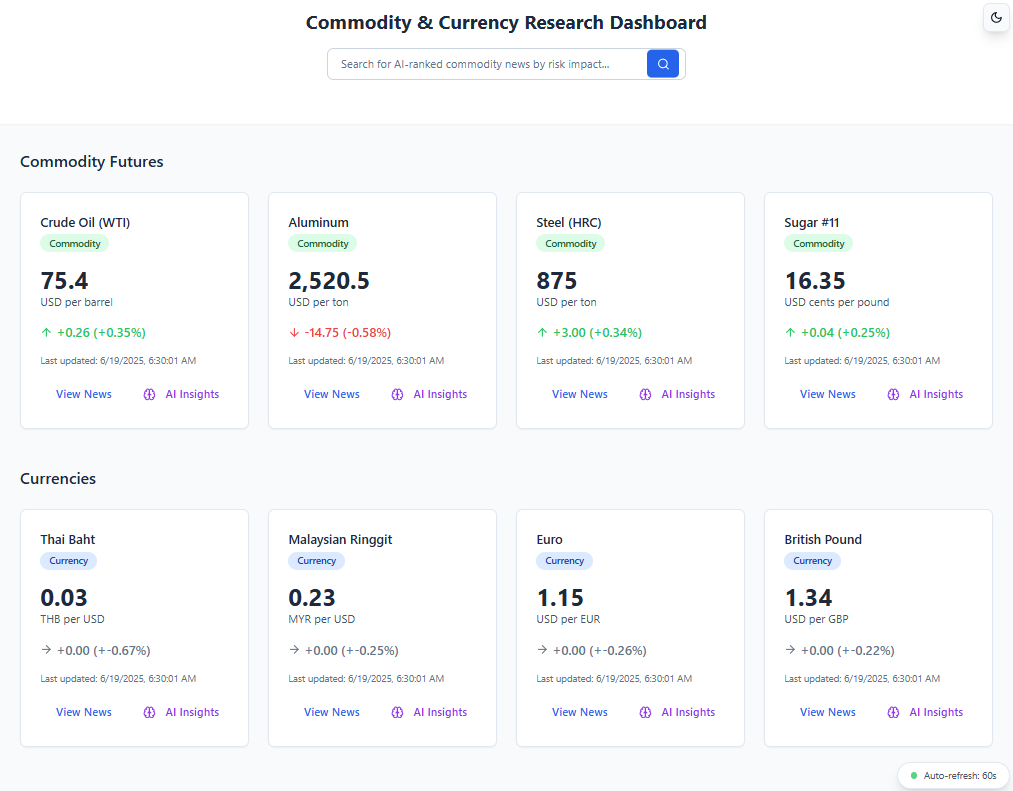 Commodity & Currency Research Dashboard
Search for AI-ranked commodity news by risk impact...
Commodity Futures
Crude Oil (WTI)
Commodity
75.4
USD per barrel
+0.26 (+0.35%)
Last updated: 6/19/2025, 6:30:01 AM
View News AI Insights
Aluminum
Commodity
2,520.5
USD per ton
-14.75 (-0.58%)
Last updated: 6/19/2025, 6:30:01 AM
View News AI Insights
Steel (HRC)
Commodity
875
USD per ton
+3.00 (+0.34%)
Last updated: 6/19/2025, 6:30:01 AM
View News AI Insights
Sugar #11
Commodity
16.35
USD cents per pound
+0.04 (+0.25%)
Last updated: 6/19/2025, 6:30:01 AM
View News AI Insights
Currencies
Thai Baht
Currency
0.03
THB per USD
+0.00 (+-0.67%)
Last updated: 6/19/2025, 6:30:01 AM
View News AI Insights
Malaysian Ringgit
Currency
0.23
MYR per USD
+0.00 (+-0.25%)
Last updated: 6/19/2025, 6:30:01 AM
View News AI Insights
Euro
Currency
1.15
USD per EUR
+0.00 (+-0.26%)
Last updated: 6/19/2025, 6:30:01 AM
View News AI Insights
British Pound
Currency
1.34
USD per GBP
+0.00 (+-0.22%)
Last updated: 6/19/2025, 6:30:01 AM
View News AI Insights
Auto-refresh: 60s